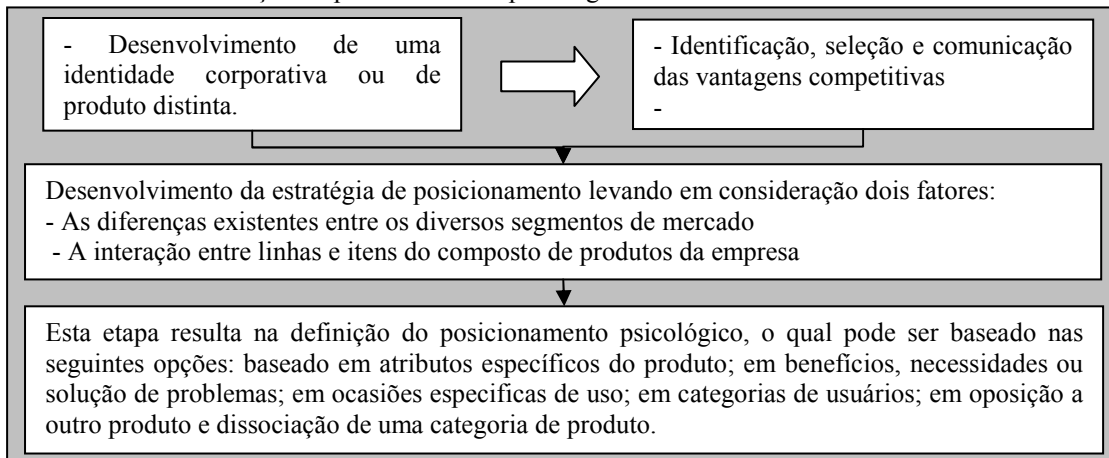 - Desenvolvimento de uma
identidade corporativa ou de
produto distinta.
- Identificação, seleção e comunicação
das vantagens competitivas
-
Desenvolvimento da estratégia de posicionamento levando em consideração dois fatores:
- As diferenças existentes entre os diversos segmentos de mercado
- A interação entre linhas e itens do composto de produtos da empresa
Esta etapa resulta na definição do posicionamento psicológico, o qual pode ser baseado nas
seguintes opções: baseado em atributos específicos do produto; em benefícios, necessidades ou
solução de problemas; em ocasiões especificas de uso; em categorias de usuários; em oposição a
outro produto e dissociação de uma categoria de produto.